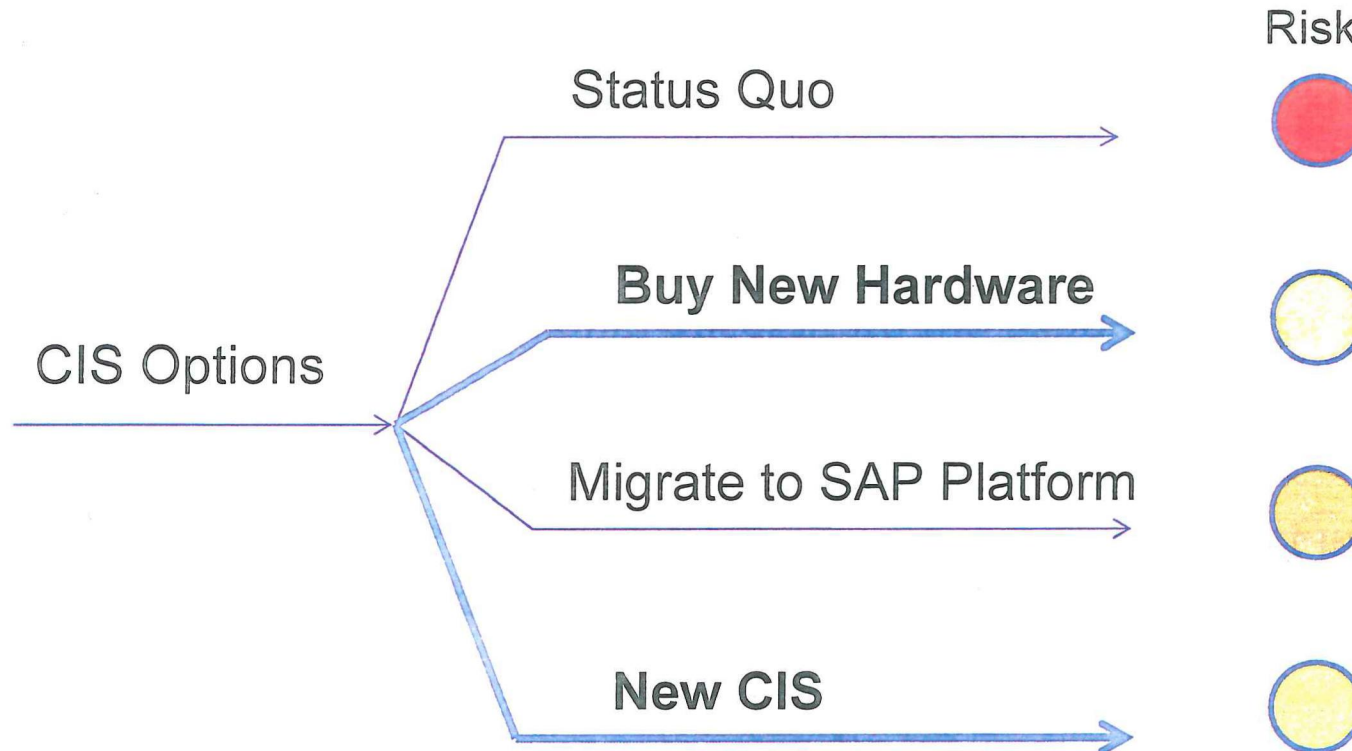 Risk
Status Quo
Buy New Hardware
CIS Options
Migrate to SAP Platform
New CIS